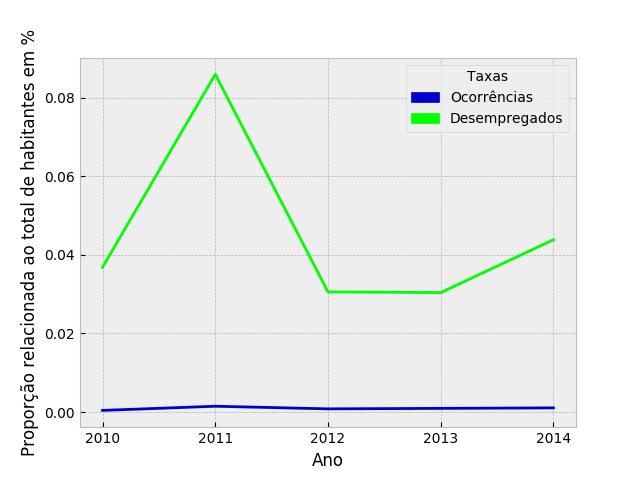 Proporção relacionada ao total de habitantes em %
0.08
0.06
0.04
0.02
0.00
Taxas
Ocorrências
Desempregados
2010 2011 2012 2013 2014
Ano